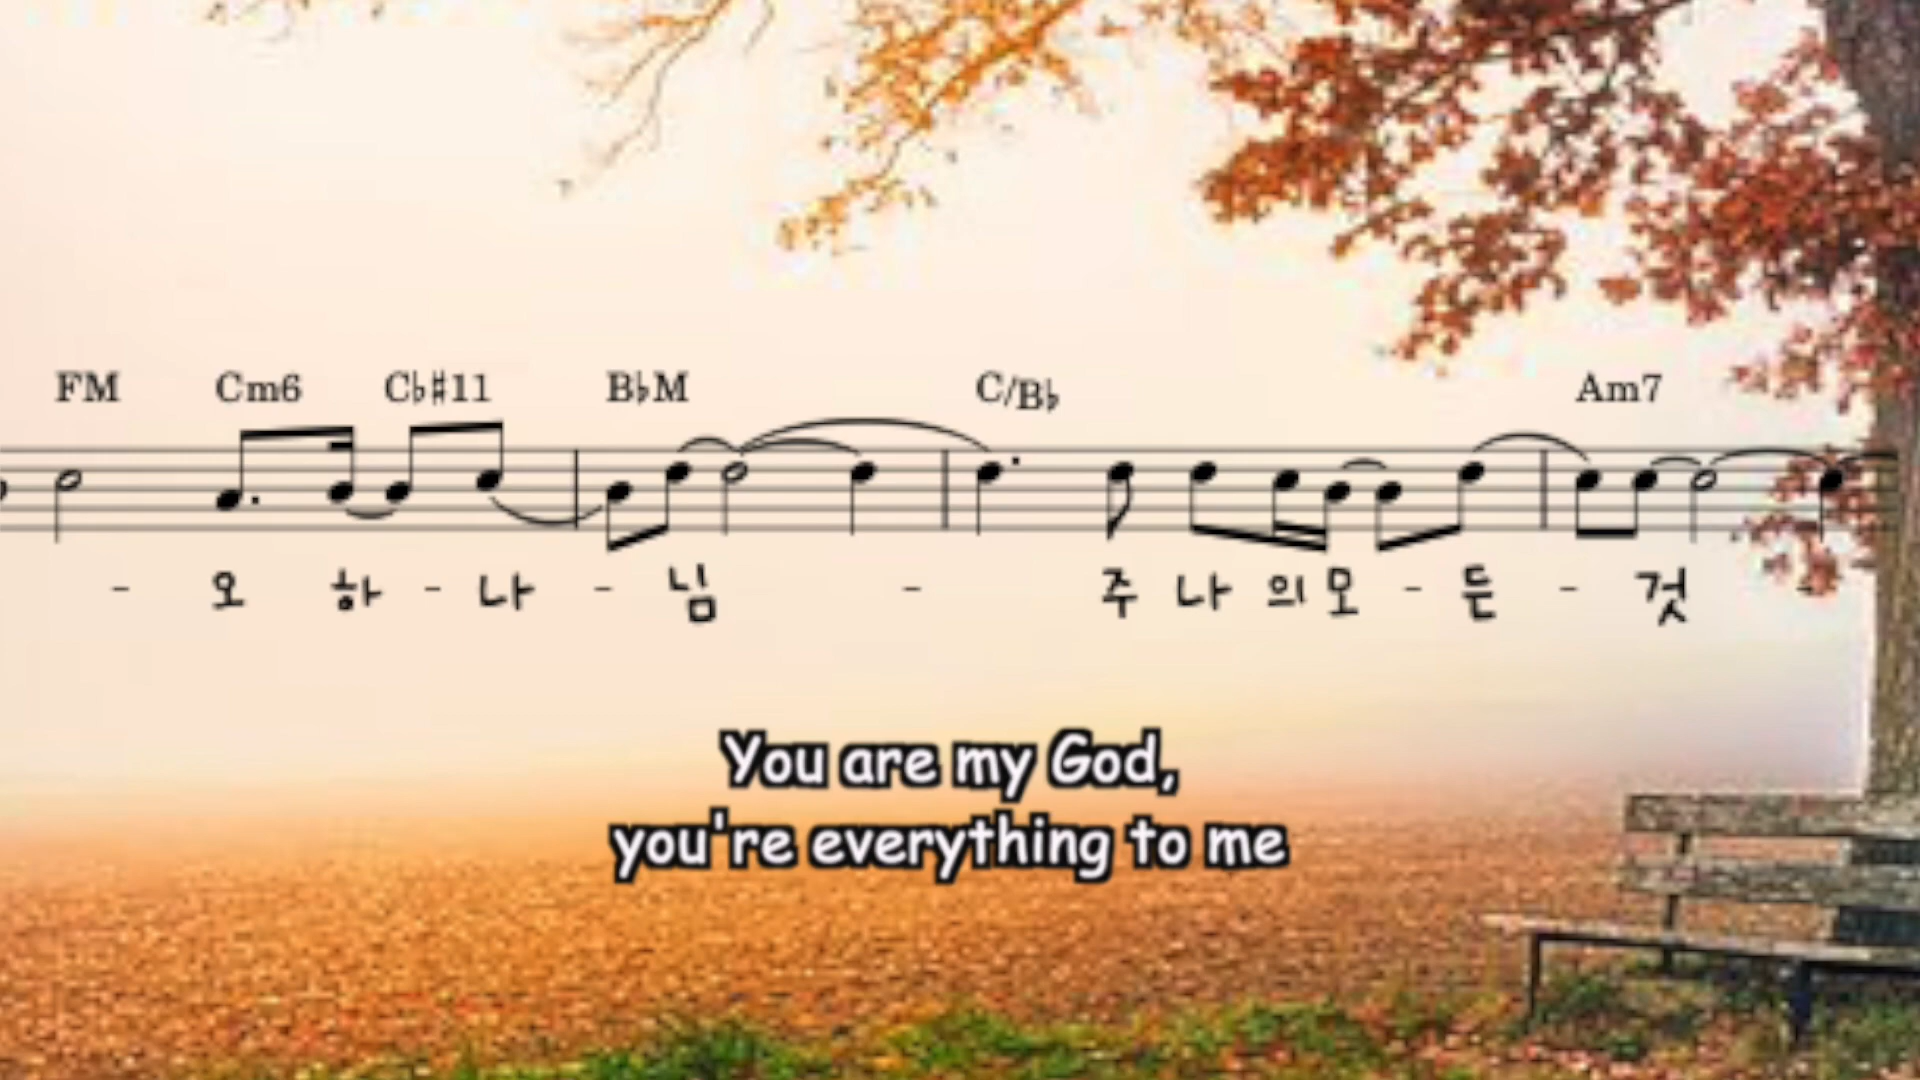 FM Cm6 C♭♯11 B♭M C/B♭ Am7
- 오 하 - 나 - 님 - 주 나 의 모 - 든 - 것
You are my God,
you're everything to me